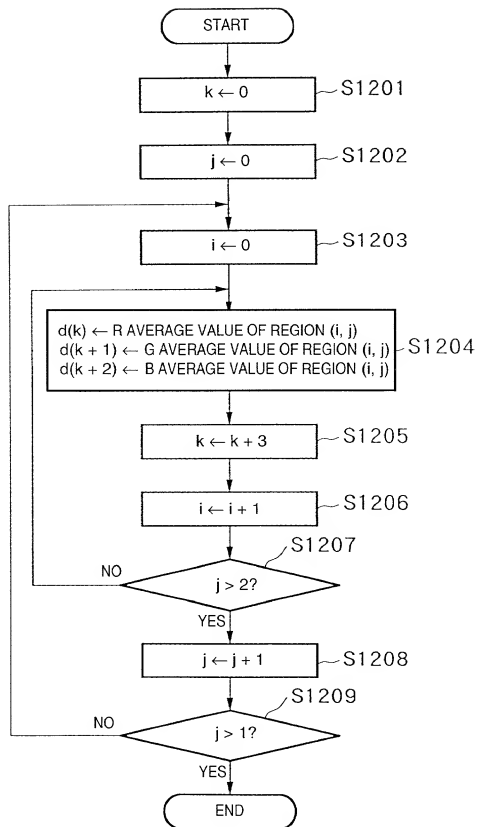 START
k ← 0
S1201
j ← 0
S1202
i ← 0
S1203
d(k) ← R AVERAGE VALUE OF REGION (i, j)
d(k + 1) ← G AVERAGE VALUE OF REGION (i, j)
d(k + 2) ← B AVERAGE VALUE OF REGION (i, j)
S1204
k ← k + 3
S1205
i ← i + 1
S1206
S1207
NO
j > 2?
YES
j ← j + 1
S1208
S1209
NO
j > 1?
YES
END